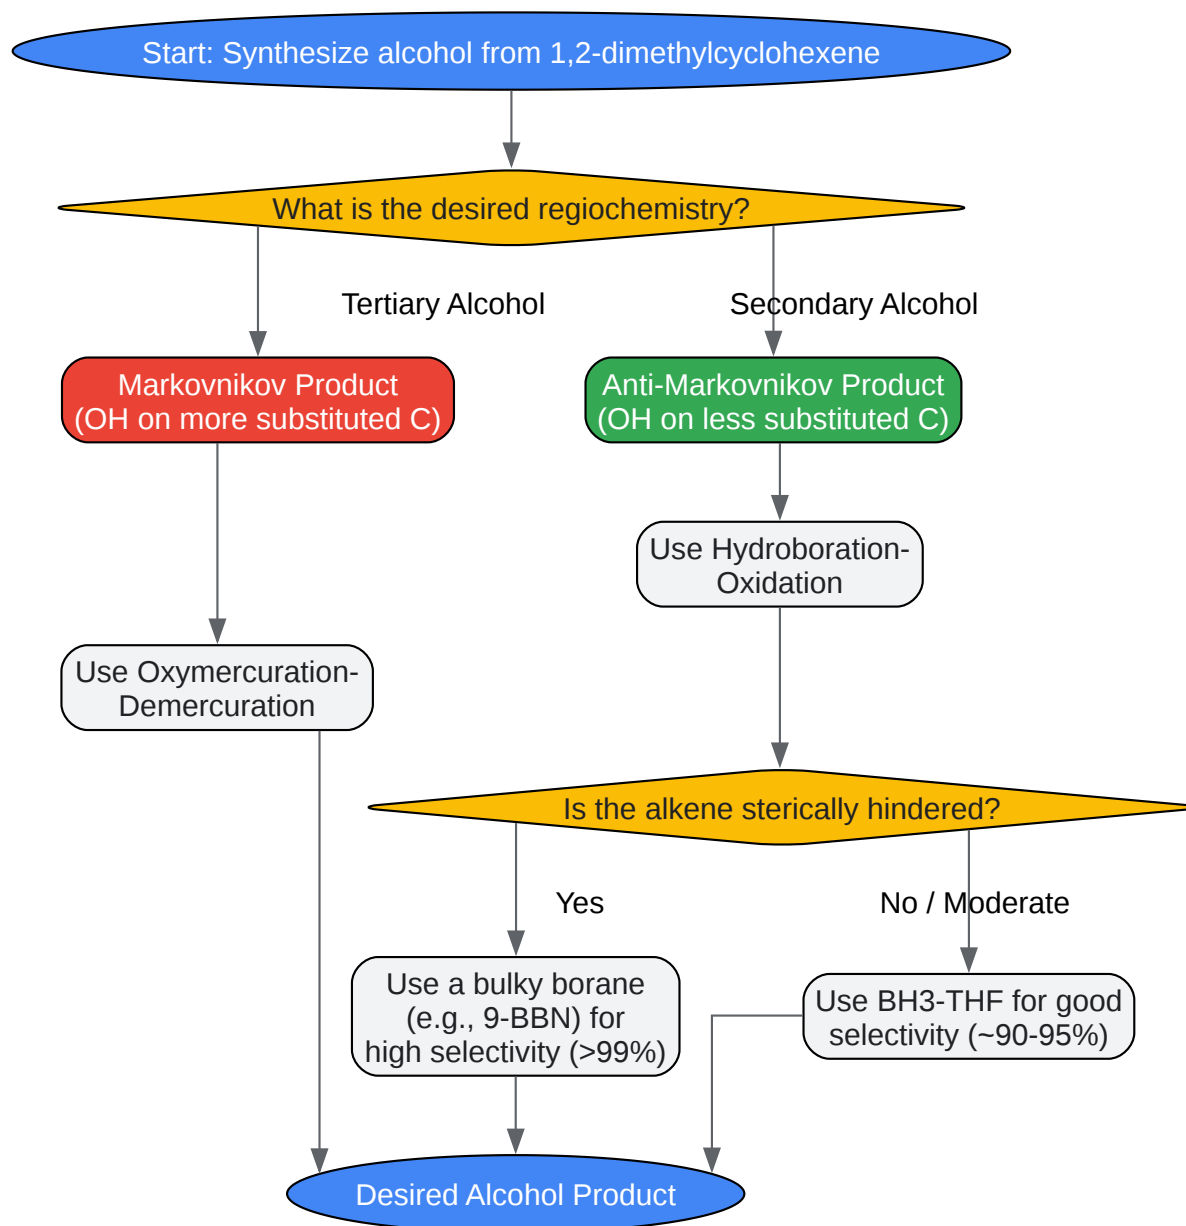 Start: Synthesize alcohol from 1,2-dimethylcyclohexene
What is the desired regiochemistry?
Tertiary Alcohol
Secondary Alcohol
Markovnikov Product
(OH on more substituted C)
Anti-Markovnikov Product
(OH on less substituted C)
Use Hydroboration-
Oxidation
Use Oxymercuration-
Demercuration
Is the alkene sterically hindered?
Yes
No / Moderate
Use a bulky borane
(e.g., 9-BBN) for
high selectivity (>99%)
Use BH3-THF for good
selectivity (~90-95%)
Desired Alcohol Product